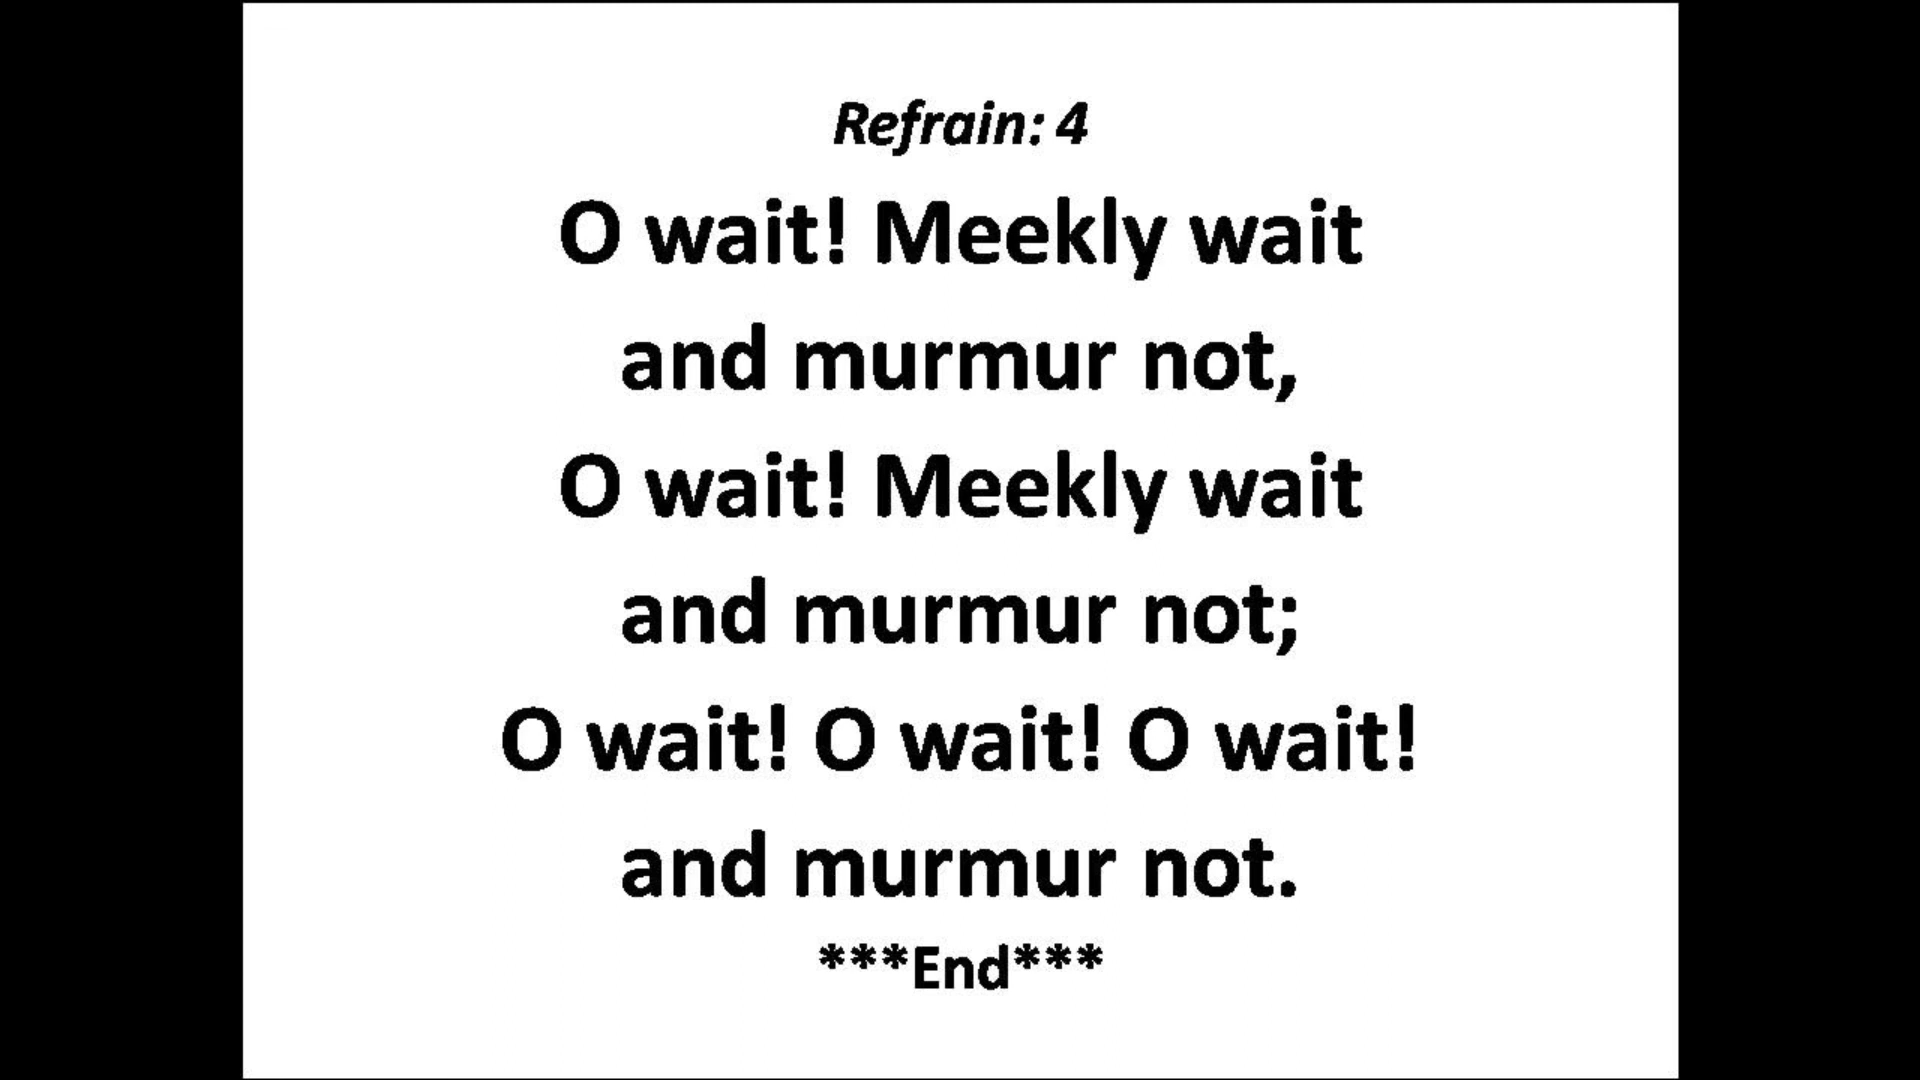 Refrain: 4
O wait! Meekly wait
and murmur not,
O wait! Meekly wait
and murmur not;
O wait! O wait! O wait!
and murmur not.
***End***